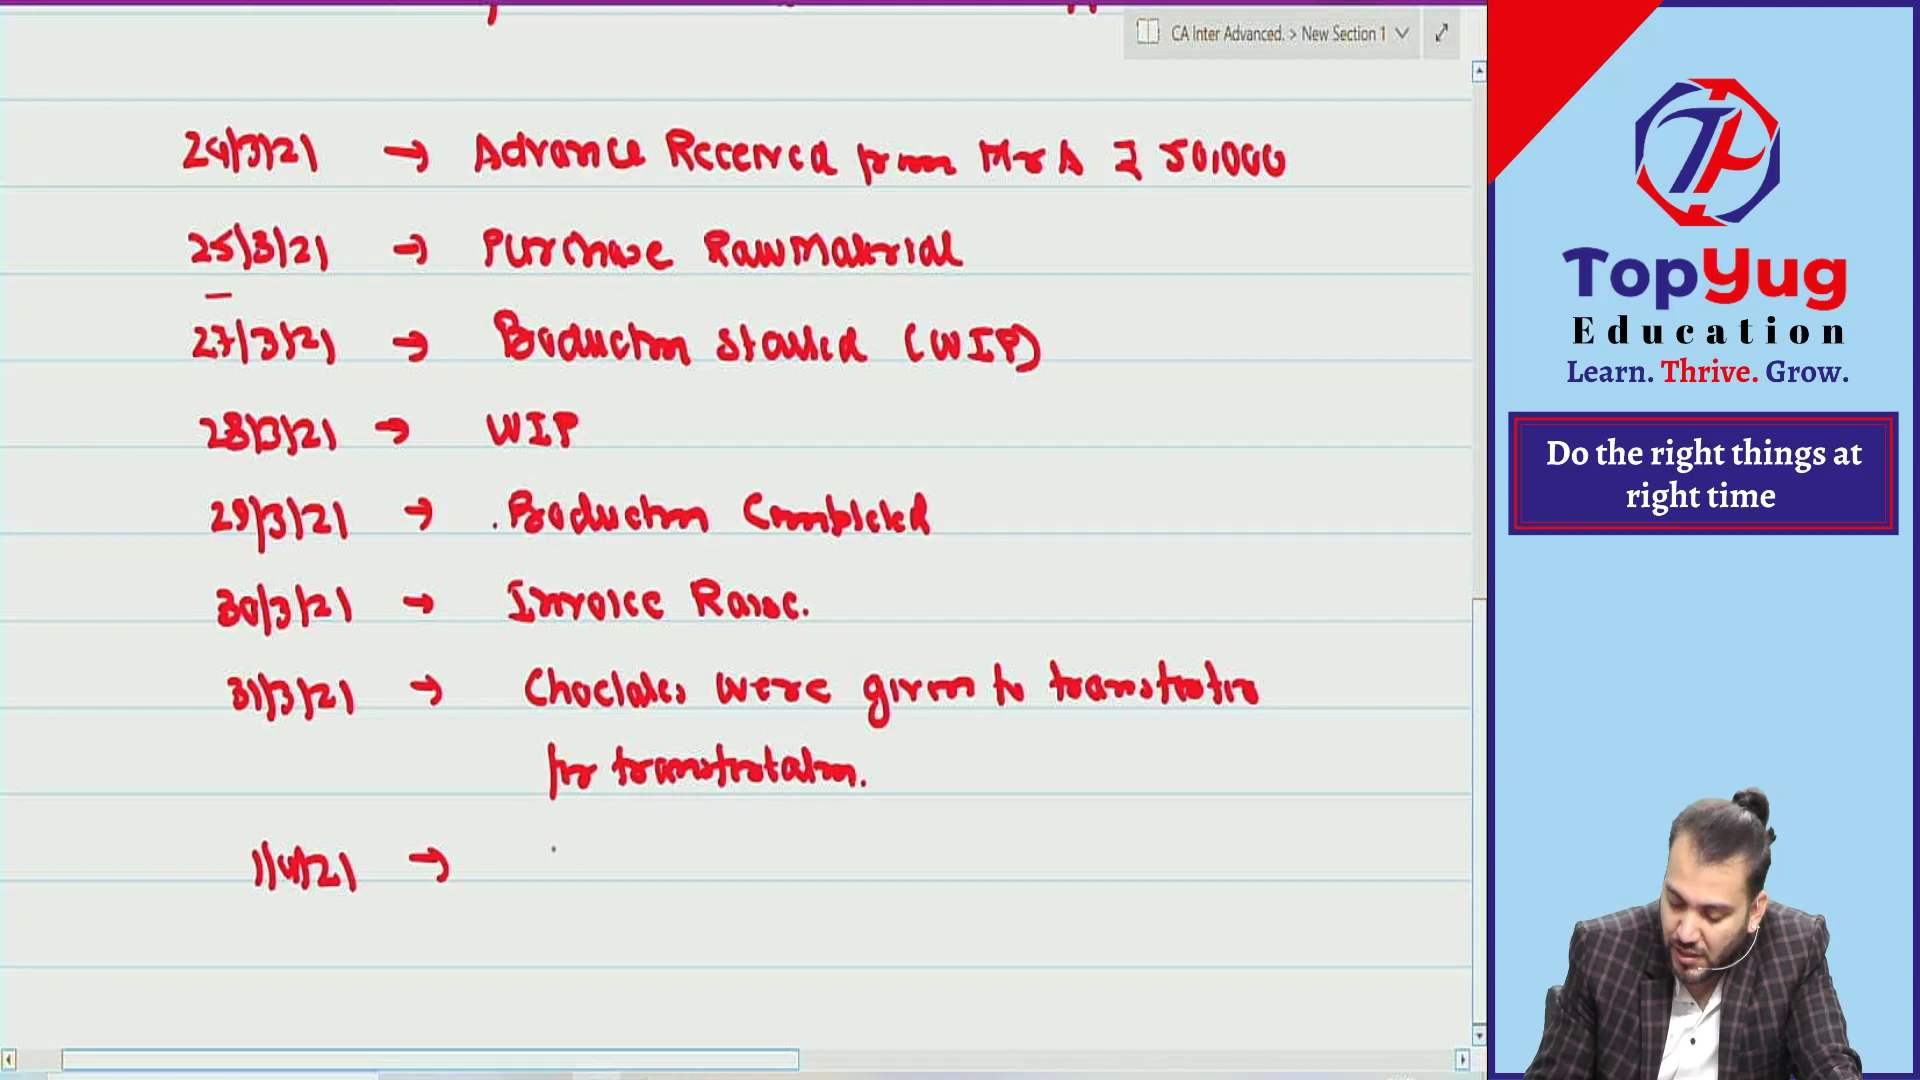 CA Inter Advanced. > New Section 1
24/3/21 → Advance Received from Mr A ₹ 50,000
25/3/21 → Purchase Raw Material
27/3/21 → Production started (WIP)
28/3/21 → WIP
29/3/21 → Production Completed
30/3/21 → Invoice Raise.
31/3/21 → Choclates were given to transporter
for transportation.
1/4/21 →
TopYug
Education
Learn. Thrive. Grow.
Do the right things at
right time